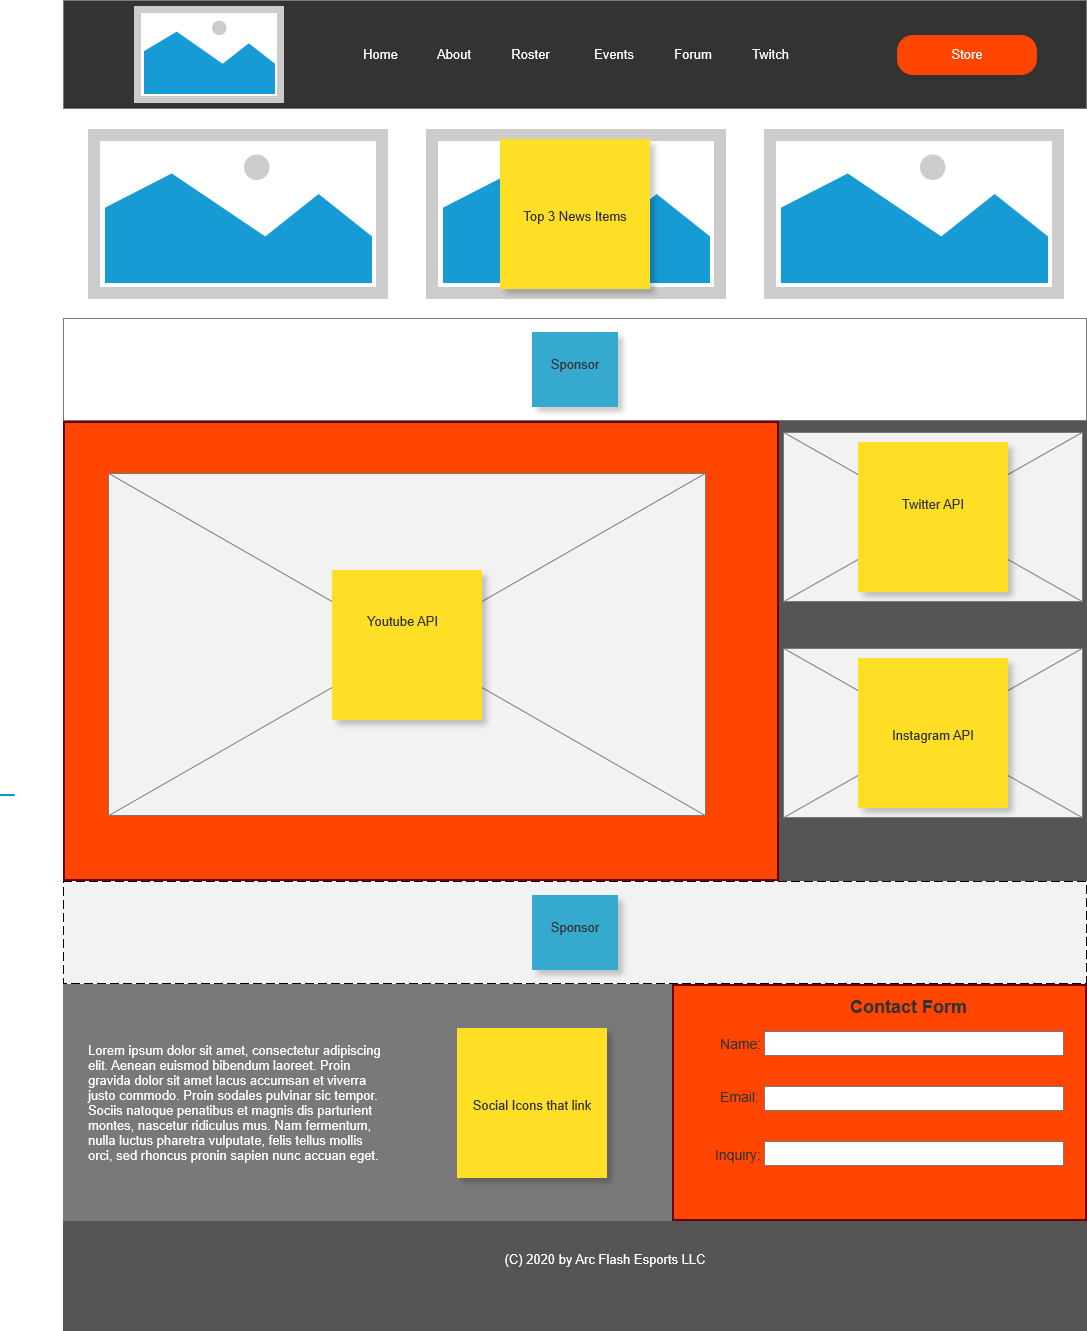 Home
About
Roster
Events
Forum
Twitch
Store
Top 3 News Items
Sponsor
Youtube API
Twitter API
Instagram API
Sponsor
Lorem ipsum dolor sit amet, consectetur adipiscing
elit. Aenean euismod bibendum laoreet. Proin
gravida dolor sit amet lacus accumsan et viverra
justo commodo. Proin sodales pulvinar sic tempor.
Sociis natoque penatibus et magnis dis parturient
montes, nascetur ridiculus mus. Nam fermentum,
nulla luctus pharetra vulputate, felis tellus mollis
orci, sed rhoncus pronin sapien nunc accuan eget.
Social Icons that link
Contact Form
Name:
Email:
Inquiry:
(C) 2020 by Arc Flash Esports LLC